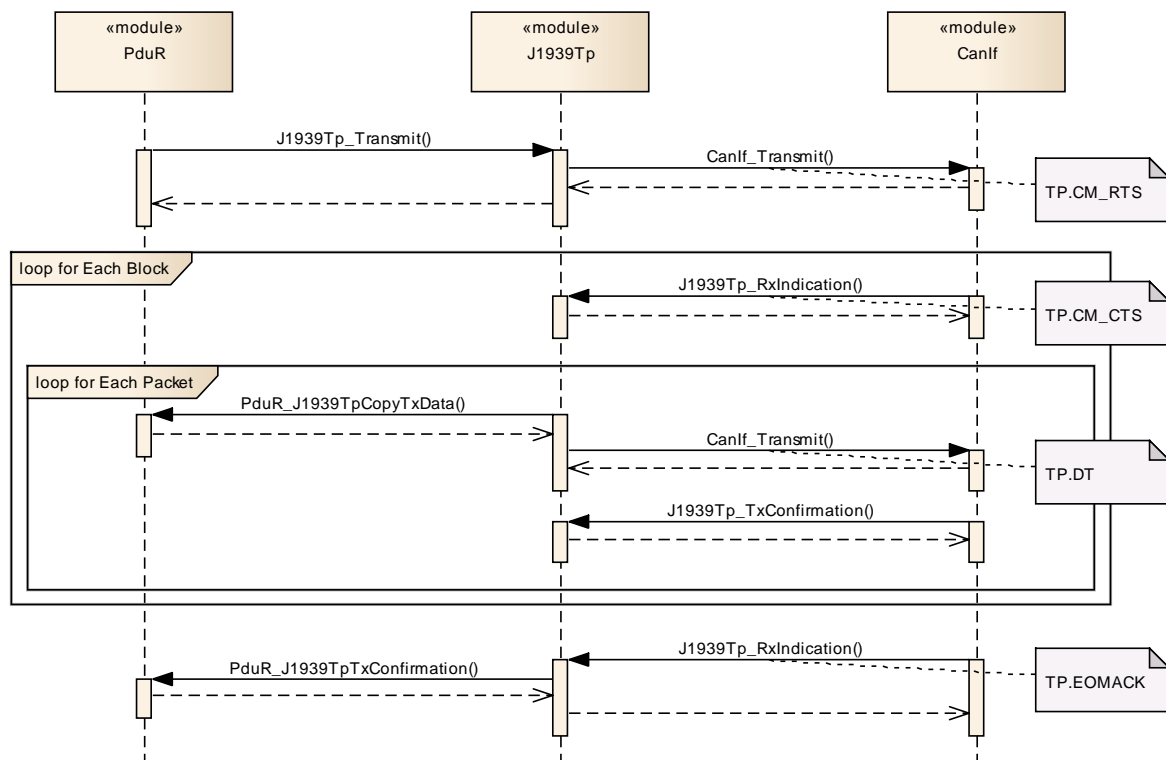 «module»
PduR
«module»
J1939Tp
«module»
CanIf
J1939Tp_Transmit()
CanIf_Transmit()
TP.CM_RTS
loop for Each Block
J1939Tp_RxIndication()
TP.CM_CTS
loop for Each Packet
PduR_J1939TpCopyTxData()
CanIf_Transmit()
TP.DT
J1939Tp_TxConfirmation()
J1939Tp_RxIndication()
PduR_J1939TpTxConfirmation()
TP.EOMACK